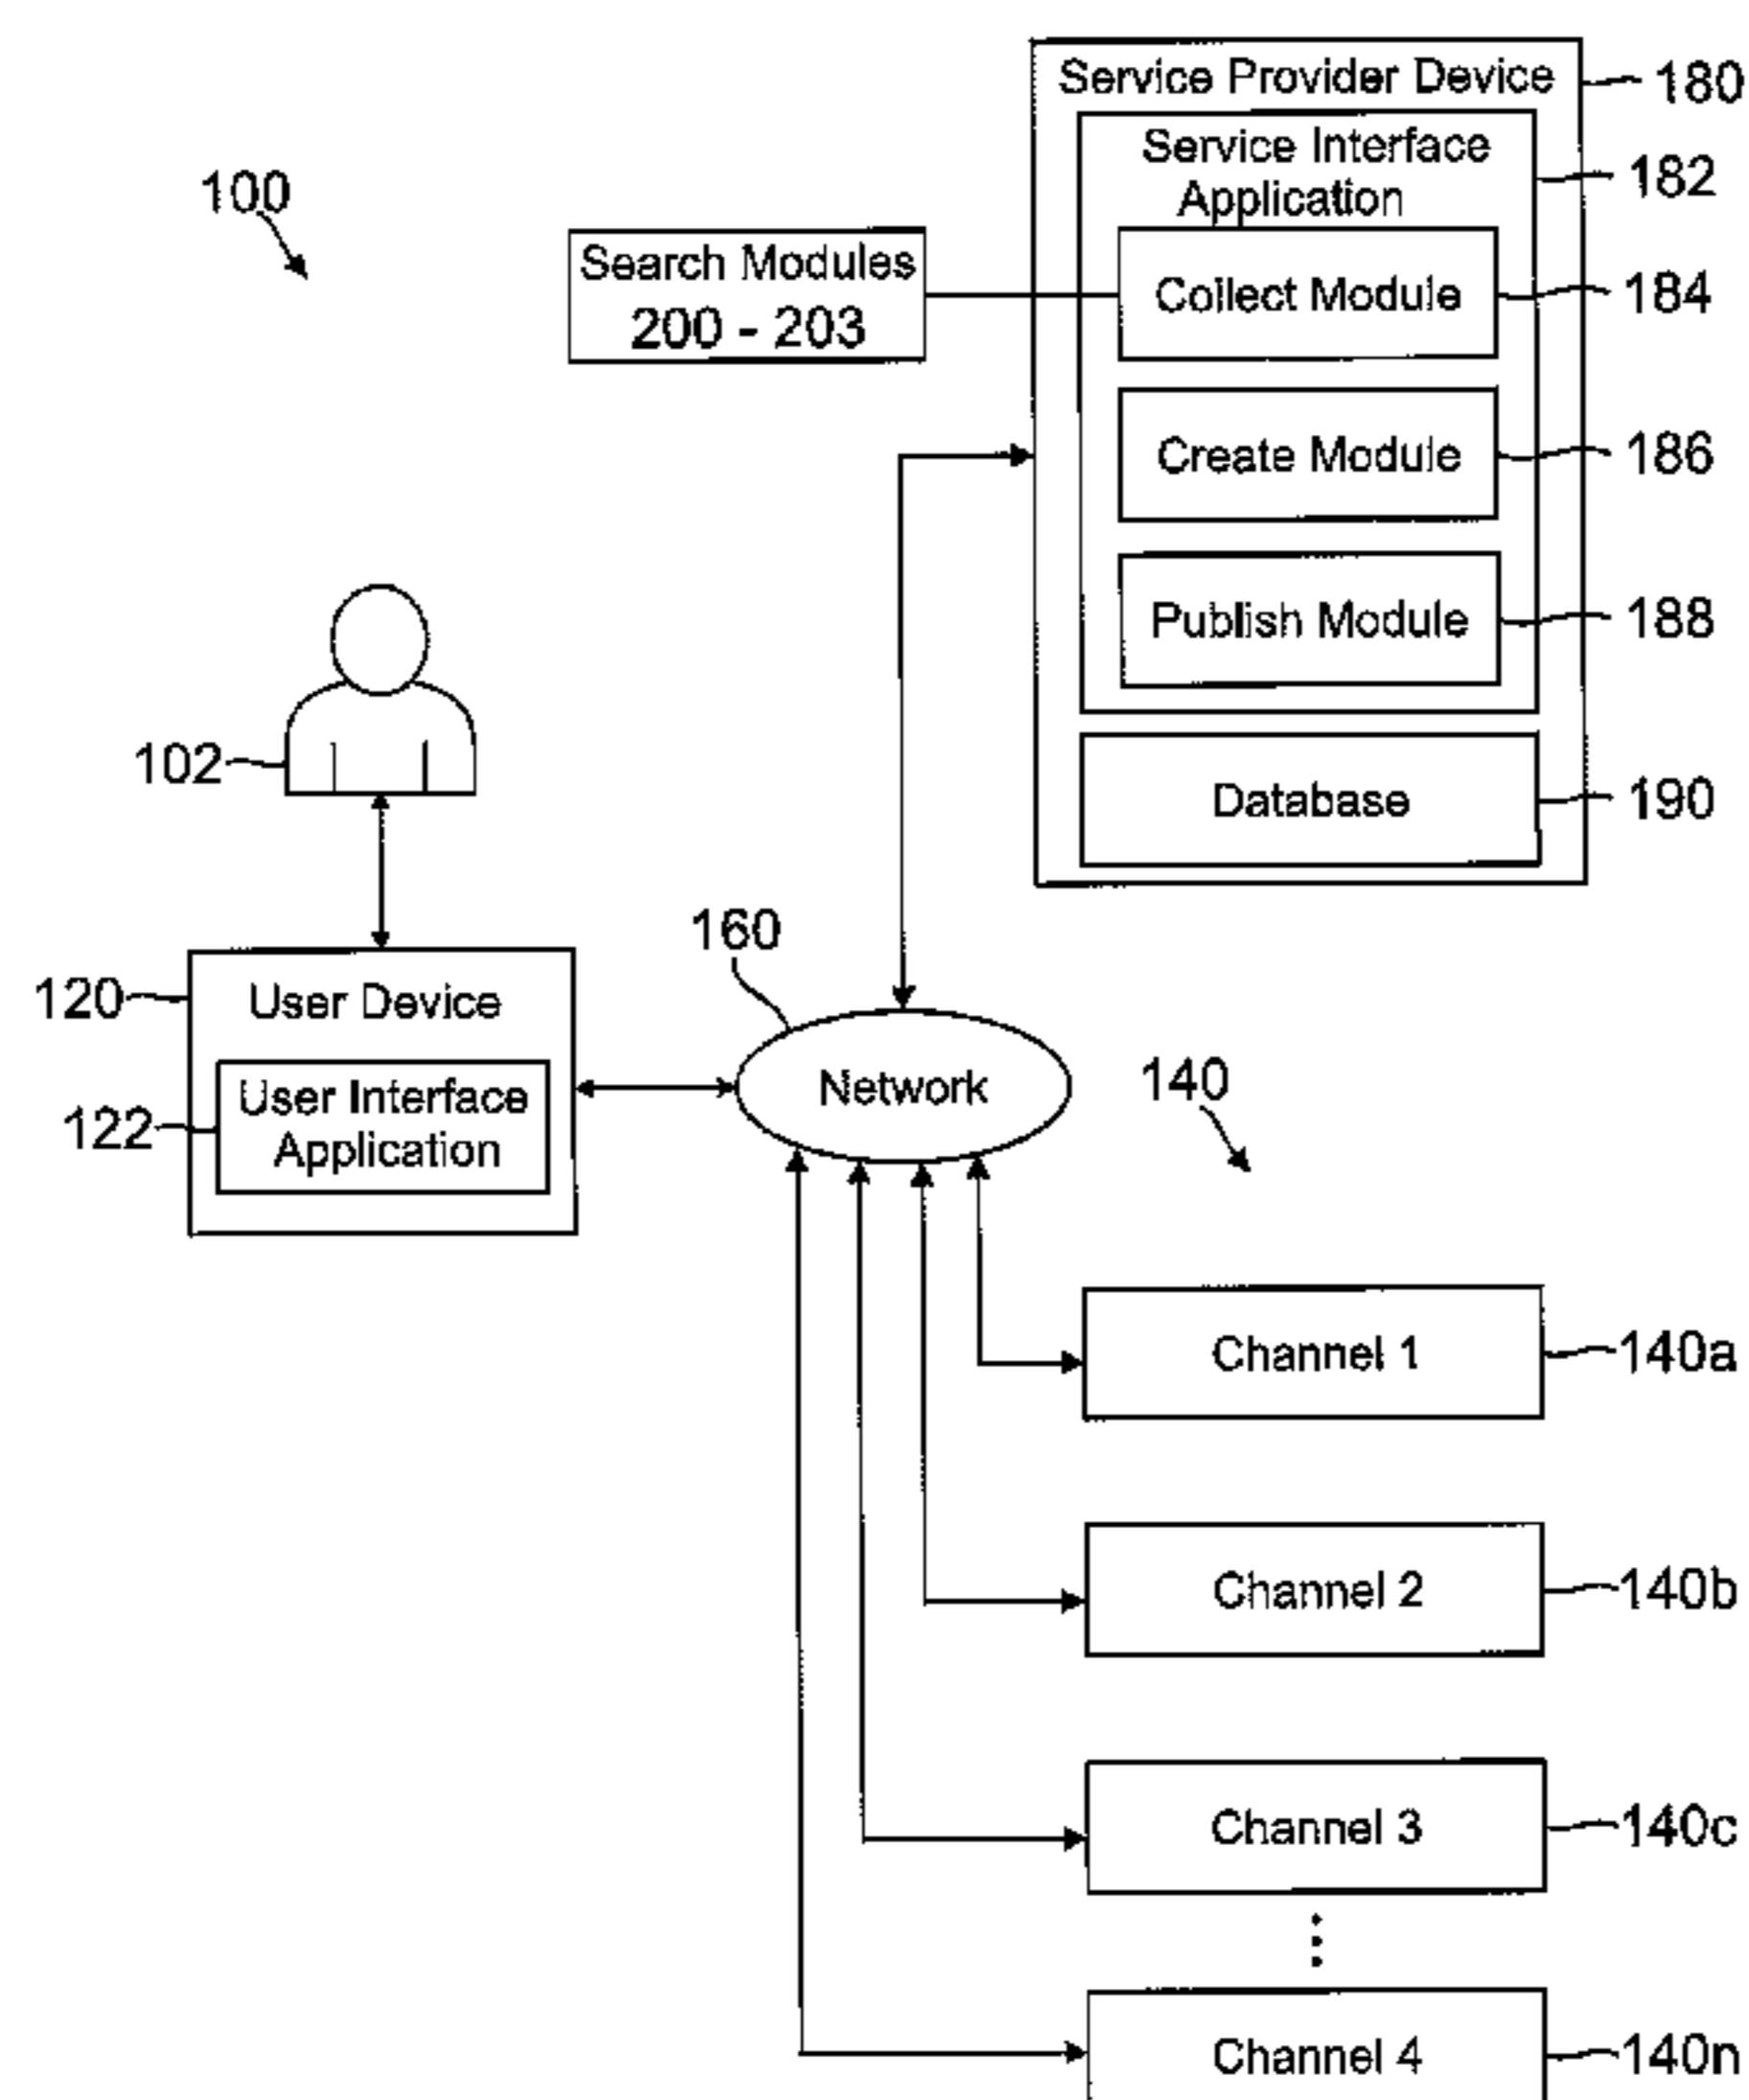 Service Provider Device
180
Service Interface
Application
182
100
Search Modules
200 - 203
Collect Module
184
Create Module
186
Publish Module
188
102
Database
190
160
120
User Device
Network
140
122
User Interface
Application
Channel 1
140a
Channel 2
140b
Channel 3
140c
Channel 4
140n